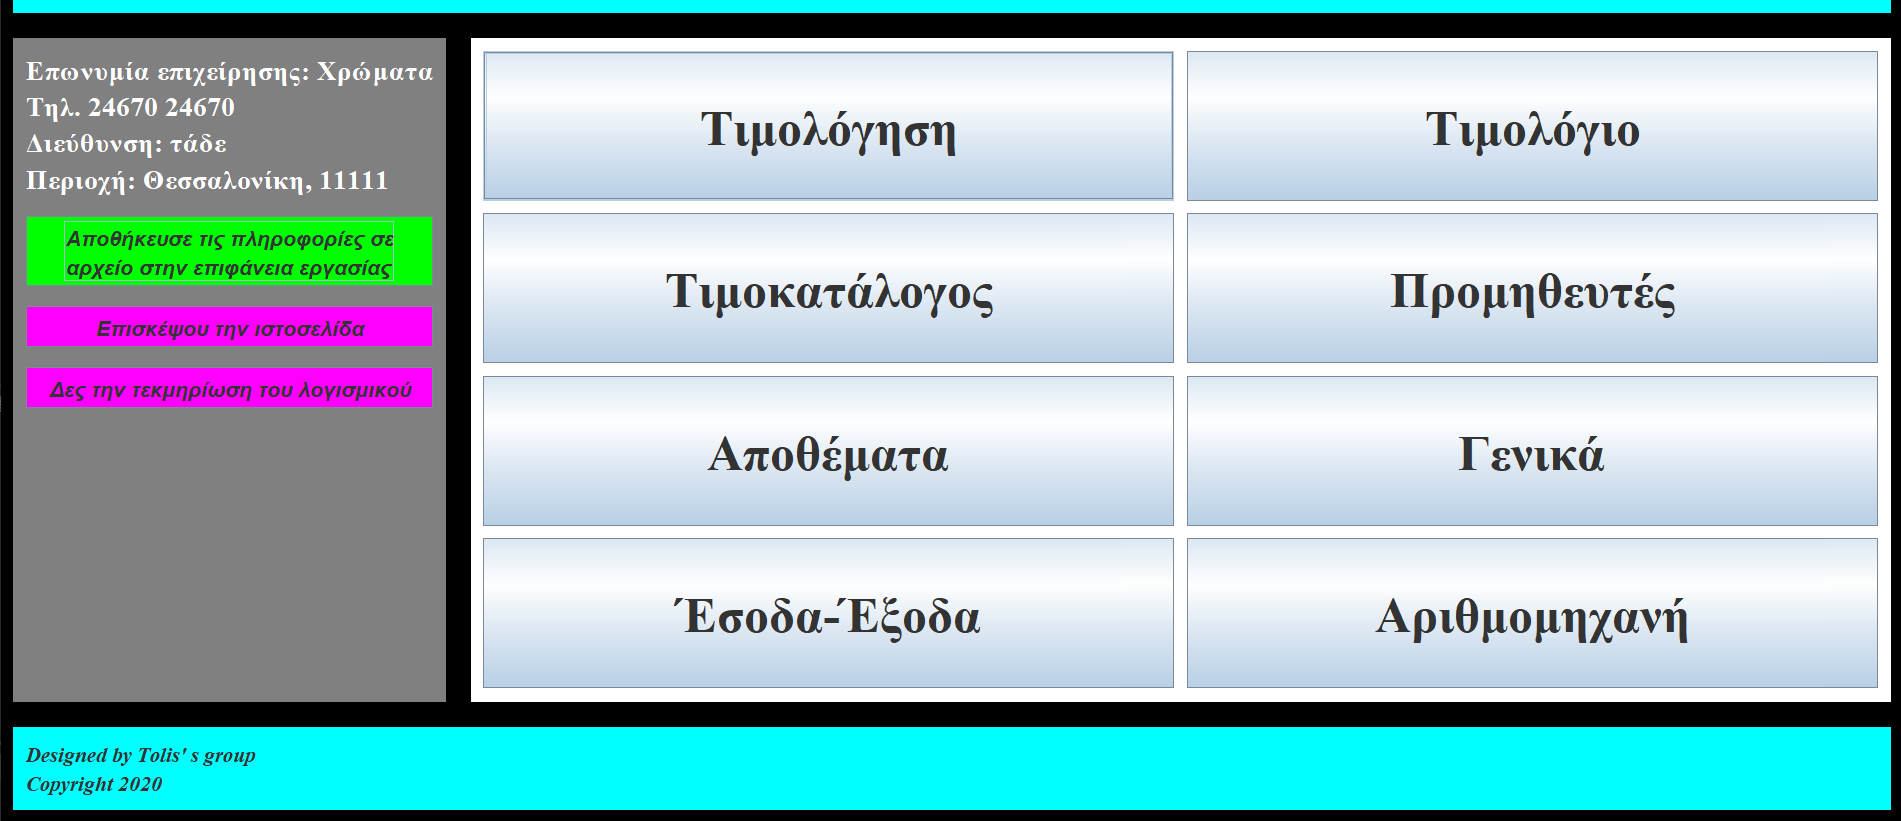 Επωνυμία επιχείρησης: Χρώματα
Τηλ. 24670 24670
Διεύθυνση: τάδε
Περιοχή: Θεσσαλονίκη, 11111
Αποθήκευσε τις πληροφορίες σε
αρχείο στην επιφάνεια εργασίας
Επισκέψου την ιστοσελίδα
Δες την τεκμηρίωση του λογισμικού
Τιμολόγηση
Τιμολόγιο
Τιμοκατάλογος
Προμηθευτές
Αποθέματα
Γενικά
Έσοδα-Έξοδα
Αριθμομηχανή
Designed by Tolis' s group
Copyright 2020